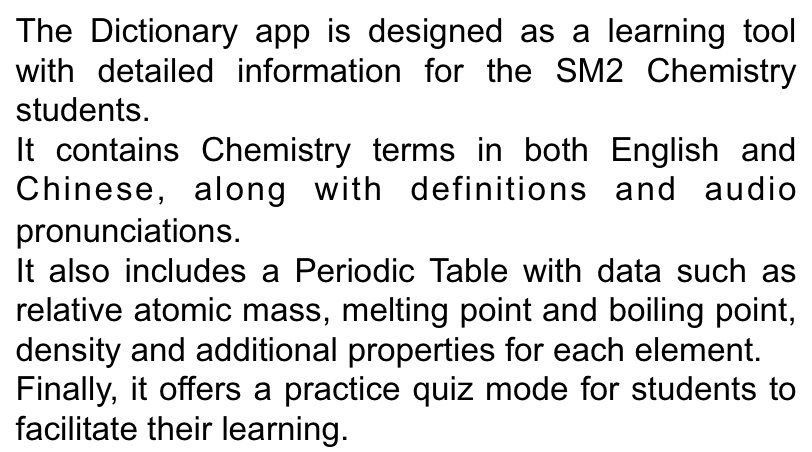 The Dictionary app is designed as a learning tool
with detailed information for the SM2 Chemistry
students.
It contains Chemistry terms in both English and
Chinese, along with definitions and audio
pronunciations.
It also includes a Periodic Table with data such as
relative atomic mass, melting point and boiling point,
density and additional properties for each element.
Finally, it offers a practice quiz mode for students to
facilitate their learning.